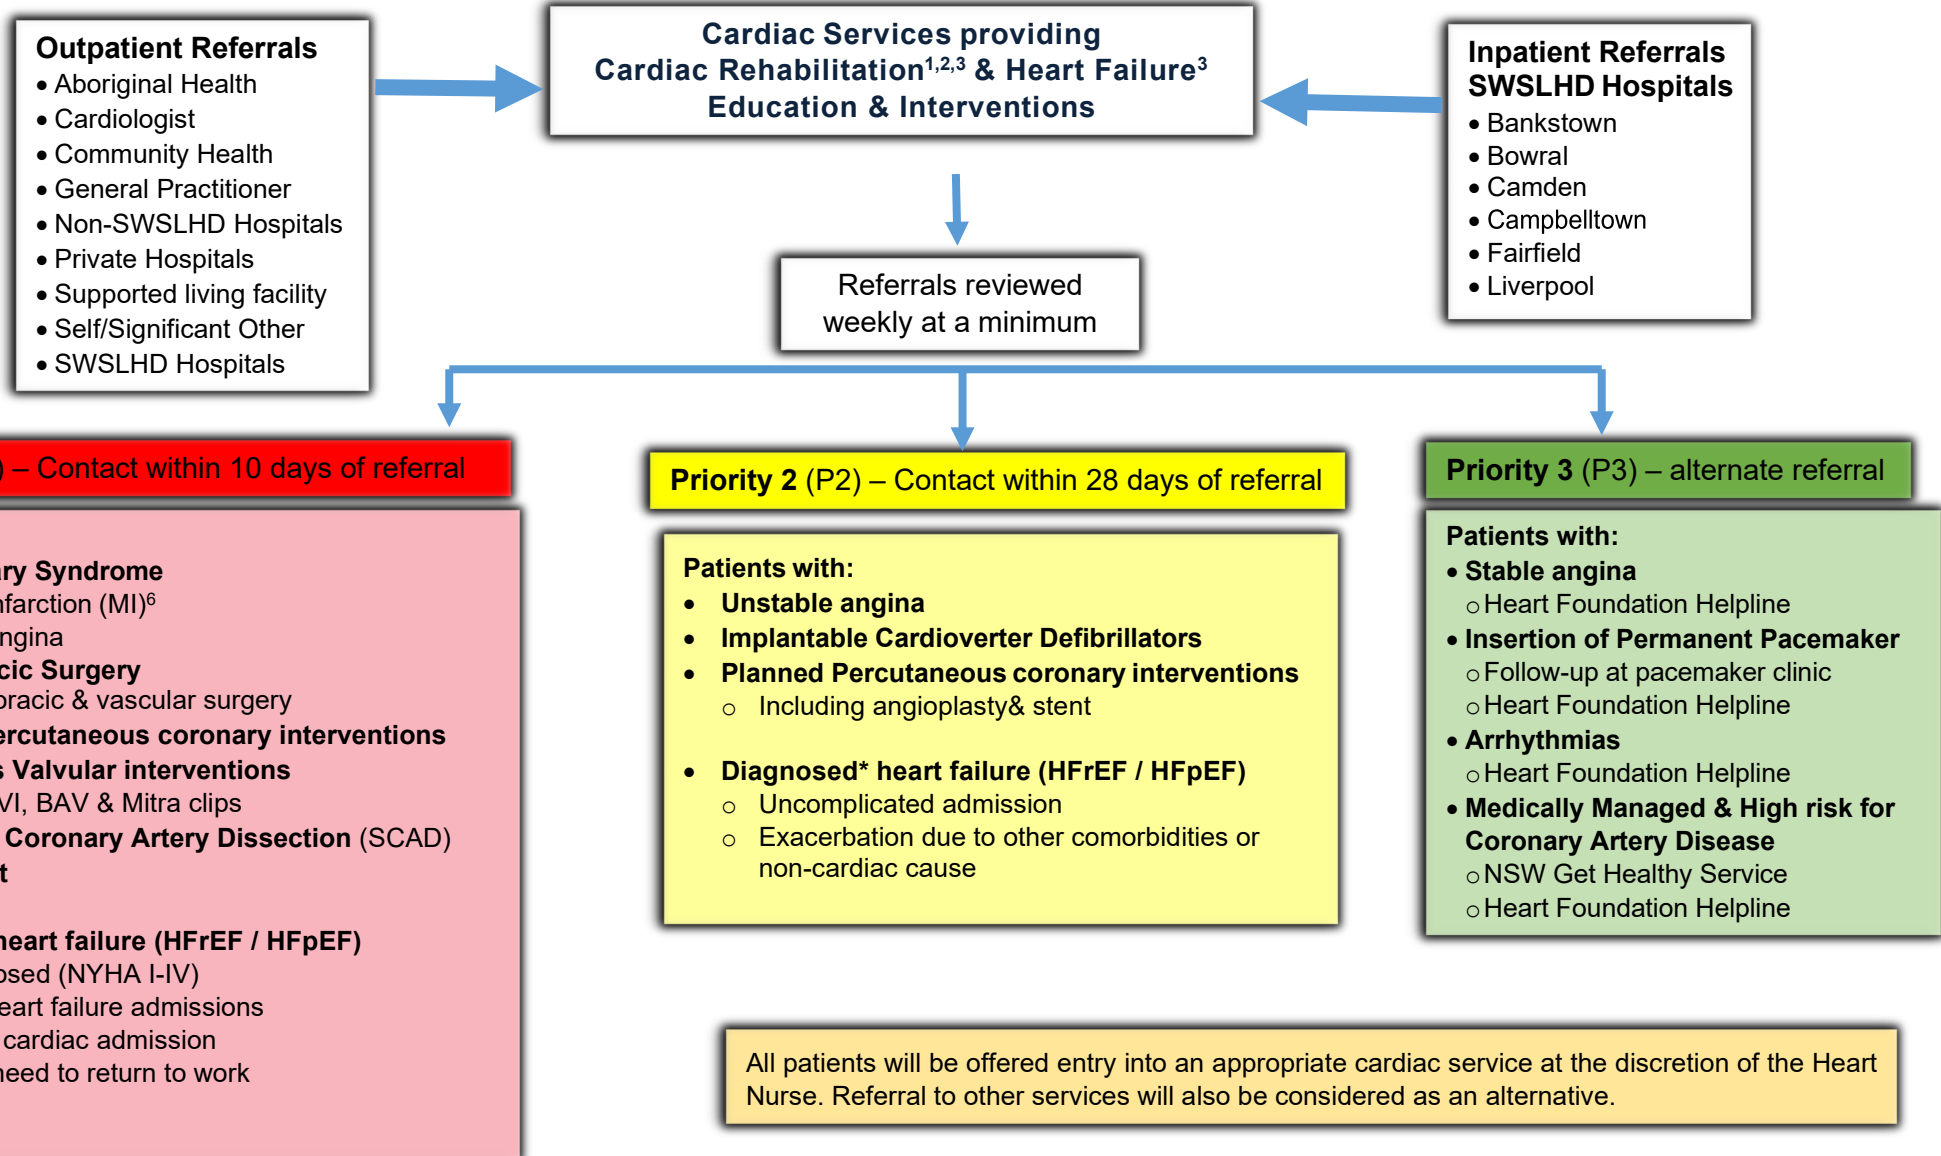 Outpatient Referrals
• Aboriginal Health
• Cardiologist
• Community Health
• General Practitioner
• Non-SWSLHD Hospitals
• Private Hospitals
• Supported living facility
• Self/Significant Other
• SWSLHD Hospitals
Cardiac Services providing
Cardiac Rehabilitation1,2,3 & Heart Failure3
Education & Interventions
Inpatient Referrals
SWSLHD Hospitals
• Bankstown
• Bowral
• Camden
• Campbelltown
• Fairfield
• Liverpool
Referrals reviewed
weekly at a minimum
) – Contact within 10 days of referral
ary Syndrome
nfarction (MI)6
ngina
cic Surgery
oracic & vascular surgery
ercutaneous coronary interventions
s Valvular interventions
VI, BAV & Mitra clips
Coronary Artery Dissection (SCAD)
t
heart failure (HFrEF / HFpEF)
osed (NYHA I-IV)
eart failure admissions
cardiac admission
need to return to work
Priority 2 (P2) – Contact within 28 days of referral
Patients with:
• Unstable angina
• Implantable Cardioverter Defibrillators
• Planned Percutaneous coronary interventions
o Including angioplasty& stent
• Diagnosed* heart failure (HFrEF / HFpEF)
o Uncomplicated admission
o Exacerbation due to other comorbidities or
non-cardiac cause
Priority 3 (P3) – alternate referral
Patients with:
• Stable angina
o Heart Foundation Helpline
• Insertion of Permanent Pacemaker
o Follow-up at pacemaker clinic
o Heart Foundation Helpline
• Arrhythmias
o Heart Foundation Helpline
• Medically Managed & High risk for
Coronary Artery Disease
o NSW Get Healthy Service
o Heart Foundation Helpline
All patients will be offered entry into an appropriate cardiac service at the discretion of the Heart
Nurse. Referral to other services will also be considered as an alternative.